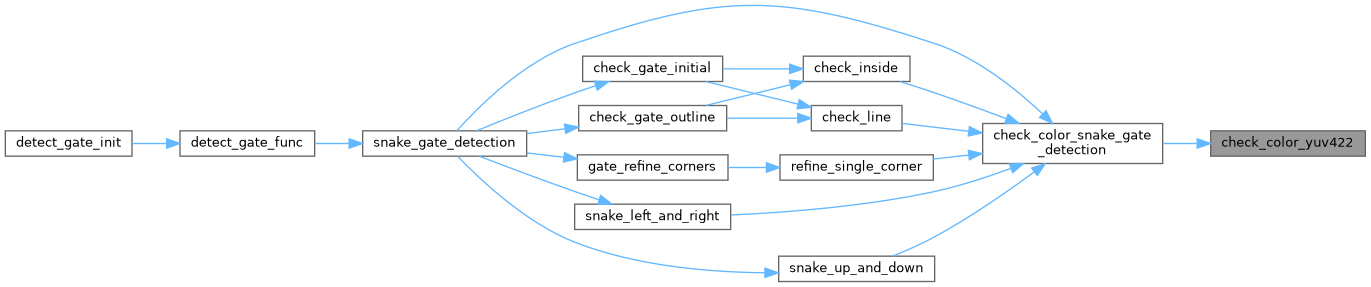 check_gate_initial
check_inside
check_gate_outline
check_line
detect_gate_init
detect_gate_func
snake_gate_detection
check_color_snake_gate
_detection
check_color_yuv422
gate_refine_corners
refine_single_corner
snake_left_and_right
snake_up_and_down